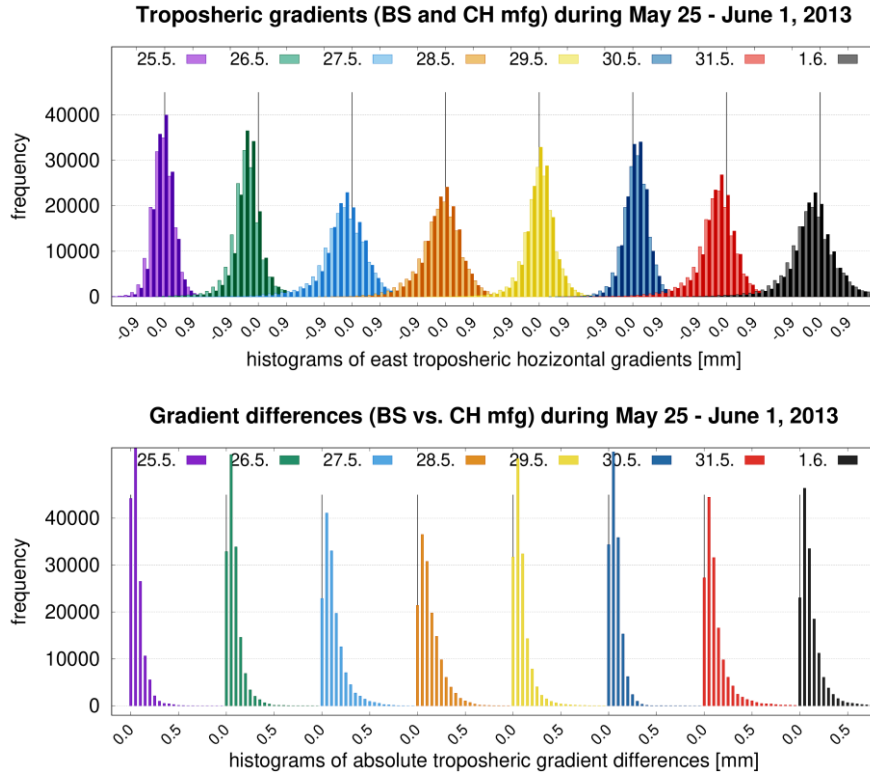 Troposheric gradients (BS and CH mfg) during May 25 - June 1, 2013
25.5. 26.5. 27.5. 28.5. 29.5. 30.5. 31.5. 1.6.
40000
30000
20000
10000
0
frequency
-0.9 0.0 0.9 -0.9 0.0 0.9 -0.9 0.0 0.9 -0.9 0.0 0.9 -0.9 0.0 0.9 -0.9 0.0 0.9 -0.9 0.0 0.9 -0.9 0.0 0.9
histograms of east troposheric hozizontal gradients [mm]
Gradient differences (BS vs. CH mfg) during May 25 - June 1, 2013
25.5. 26.5. 27.5. 28.5. 29.5. 30.5. 31.5. 1.6.
40000
30000
20000
10000
0
frequency
0.0 0.5 0.0 0.5 0.0 0.5 0.0 0.5 0.0 0.5 0.0 0.5 0.0 0.5 0.0 0.5
histograms of absolute troposheric gradient differences [mm]